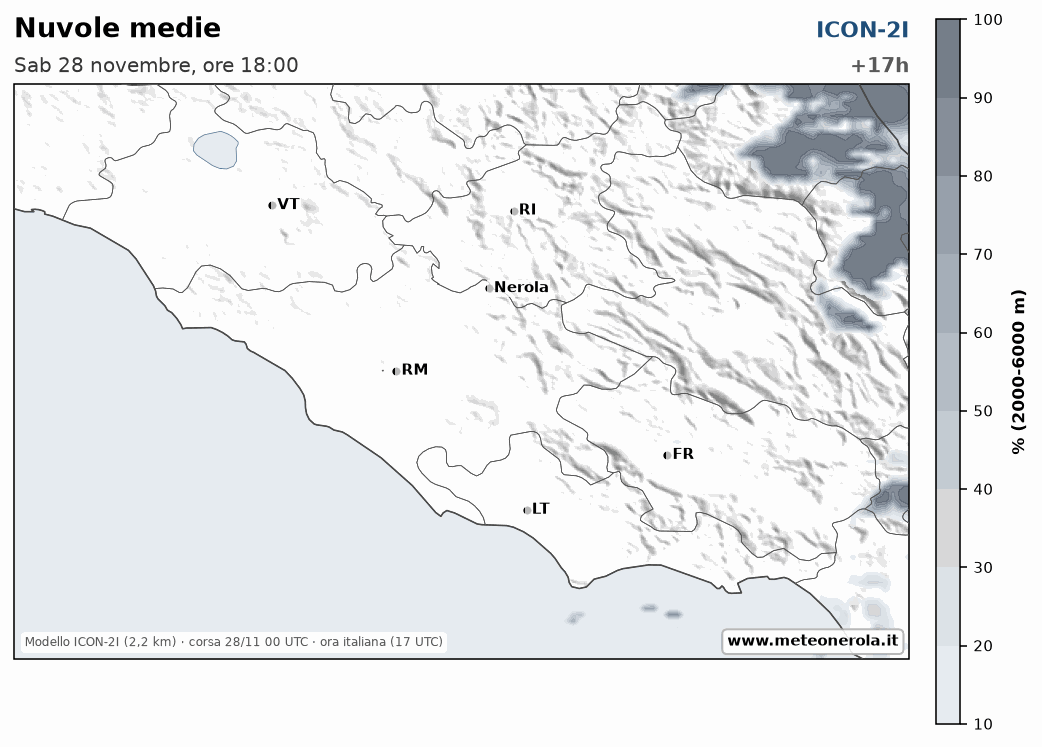 Nuvole medie
ICON-2I
Sab 28 novembre, ore 18:00
+17h
VT
RI
Nerola
RM
FR
LT
Modello ICON-2I (2,2 km) · corsa 28/11 00 UTC · ora italiana (17 UTC)
www.meteonerola.it
100
90
80
70
60
50
40
30
20
10
% (2000-6000 m)